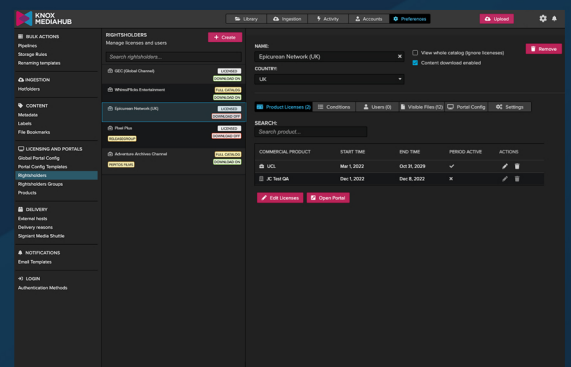 KNOX
MEDIAHUB
Library
Ingestion
Activity
Accounts
Preferences
Upload
BULK ACTIONS
Pipelines
Storage Rules
Renaming templates
INGESTION
Hotfolders
CONTENT
Metadata
Labels
File Bookmarks
LICENSING AND PORTALS
Global Portal Config
Portal Config Templates
Rightsholders
Rightsholders Groups
Products
DELIVERY
External hosts
Delivery reasons
Signiant Media Shuttle
NOTIFICATIONS
Email Templates
LOGIN
Authentication Methods
RIGHTSHOLDERS
Manage licenses and users
+ Create
Search rightsholders...
GEC (Global Channel)
LICENSED
DOWNLOAD ON
WhimsiFlicks Entertainment
FULL CATALOG
DOWNLOAD ON
Epicurean Network (UK)
LICENSED
DOWNLOAD OFF
Pixel Plus
LICENSED
DOWNLOAD OFF
Adventure Archives Channel
FULL CATALOG
DOWNLOAD ON
NAME:
Epicurean Network (UK)
COUNTRY:
UK
View whole catalog (Ignore licenses)
Content download enabled
Remove
Product Licenses (2)
Conditions
Users (0)
Visible Files (12)
Portal Config
Settings
SEARCH:
Search product...
COMMERCIAL PRODUCT START TIME END TIME PERIOD ACTIVE ACTIONS
UCL Mar 1, 2022 Oct 31, 2029
JC Test QA Dec 1, 2022 Dec 8, 2022
Edit Licenses
Open Portal